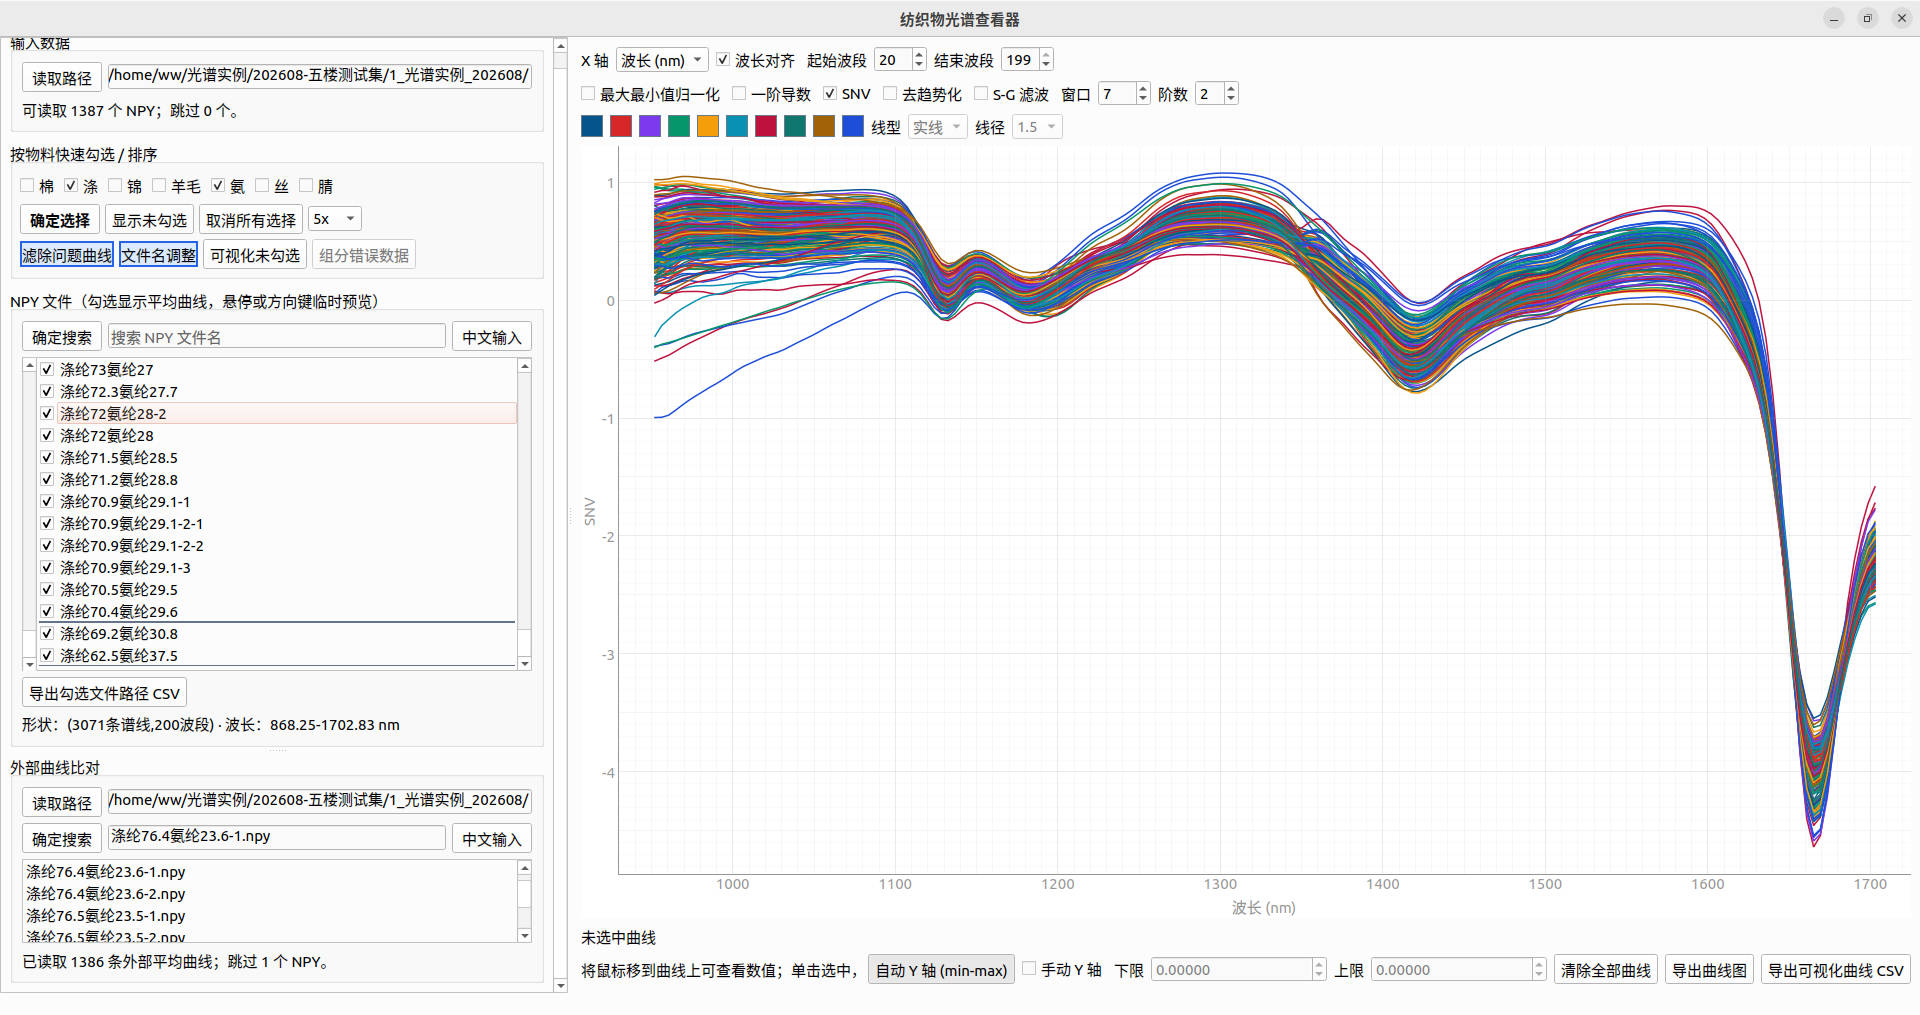 纺织物光谱查看器
输入数据
读取路径 /home/ww/光谱实例/202608-五楼测试集/1_光谱实例_202608/
可读取 1387 个 NPY；跳过 0 个。
按物料快速勾选 / 排序
棉 涤 锦 羊毛 氨 丝 腈
确定选择 显示未勾选 取消所有选择 5x
滤除问题曲线 文件名调整 可视化未勾选 组分错误数据
NPY 文件（勾选显示平均曲线，悬停或方向键临时预览）
确定搜索 搜索 NPY 文件名 中文输入
涤纶73氨纶27
涤纶72.3氨纶27.7
涤纶72氨纶28-2
涤纶72氨纶28
涤纶71.5氨纶28.5
涤纶71.2氨纶28.8
涤纶70.9氨纶29.1-1
涤纶70.9氨纶29.1-2-1
涤纶70.9氨纶29.1-2-2
涤纶70.9氨纶29.1-3
涤纶70.5氨纶29.5
涤纶70.4氨纶29.6
涤纶69.2氨纶30.8
涤纶62.5氨纶37.5
导出勾选文件路径 CSV
形状：(3071条谱线,200波段) · 波长：868.25-1702.83 nm
外部曲线比对
读取路径 /home/ww/光谱实例/202608-五楼测试集/1_光谱实例_202608/
确定搜索 涤纶76.4氨纶23.6-1.npy 中文输入
涤纶76.4氨纶23.6-1.npy
涤纶76.4氨纶23.6-2.npy
涤纶76.5氨纶23.5-1.npy
涤纶76.5氨纶23.5-2.npy
已读取 1386 条外部平均曲线；跳过 1 个 NPY。
X 轴 波长 (nm) 波长对齐 起始波段 20 结束波段 199
最大最小值归一化 一阶导数 SNV 去趋势化 S-G 滤波 窗口 7 阶数 2
线型 实线 线径 1.5
1
0
-1
-2
-3
-4
SNV
1000 1100 1200 1300 1400 1500 1600 1700
波长 (nm)
未选中曲线
将鼠标移到曲线上可查看数值；单击选中， 自动 Y 轴 (min-max) 手动 Y 轴 下限 0.00000 上限 0.00000 清除全部曲线 导出曲线图 导出可视化曲线 CSV